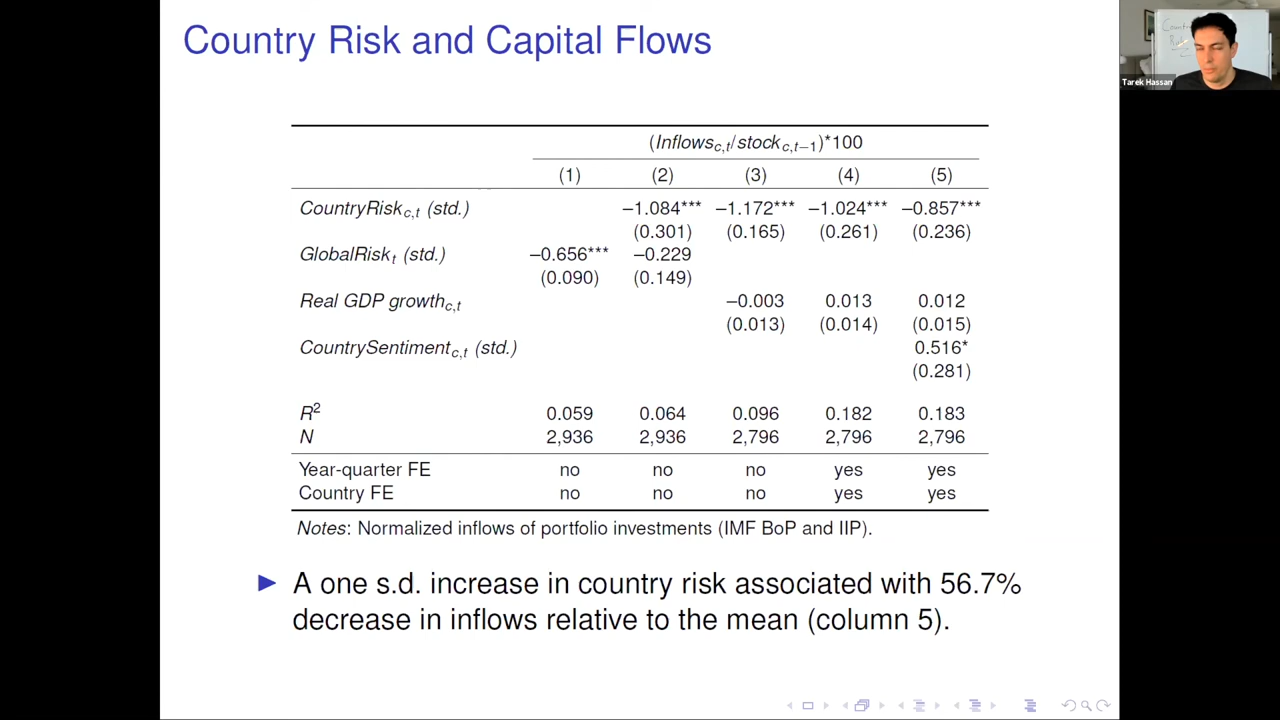 Country Risk and Capital Flows
Tarek Hassan
(Inflows_{c,t}/stock_{c,t−1})*100
(1) (2) (3) (4) (5)
CountryRisk_{c,t} (std.) −1.084*** −1.172*** −1.024*** −0.857***
(0.301) (0.165) (0.261) (0.236)
GlobalRisk_t (std.) −0.656*** −0.229
(0.090) (0.149)
Real GDP growth_{c,t} −0.003 0.013 0.012
(0.013) (0.014) (0.015)
CountrySentiment_{c,t} (std.) 0.516*
(0.281)
R² 0.059 0.064 0.096 0.182 0.183
N 2,936 2,936 2,796 2,796 2,796
Year-quarter FE no no no yes yes
Country FE no no no yes yes
Notes: Normalized inflows of portfolio investments (IMF BoP and IIP).
A one s.d. increase in country risk associated with 56.7%
decrease in inflows relative to the mean (column 5).